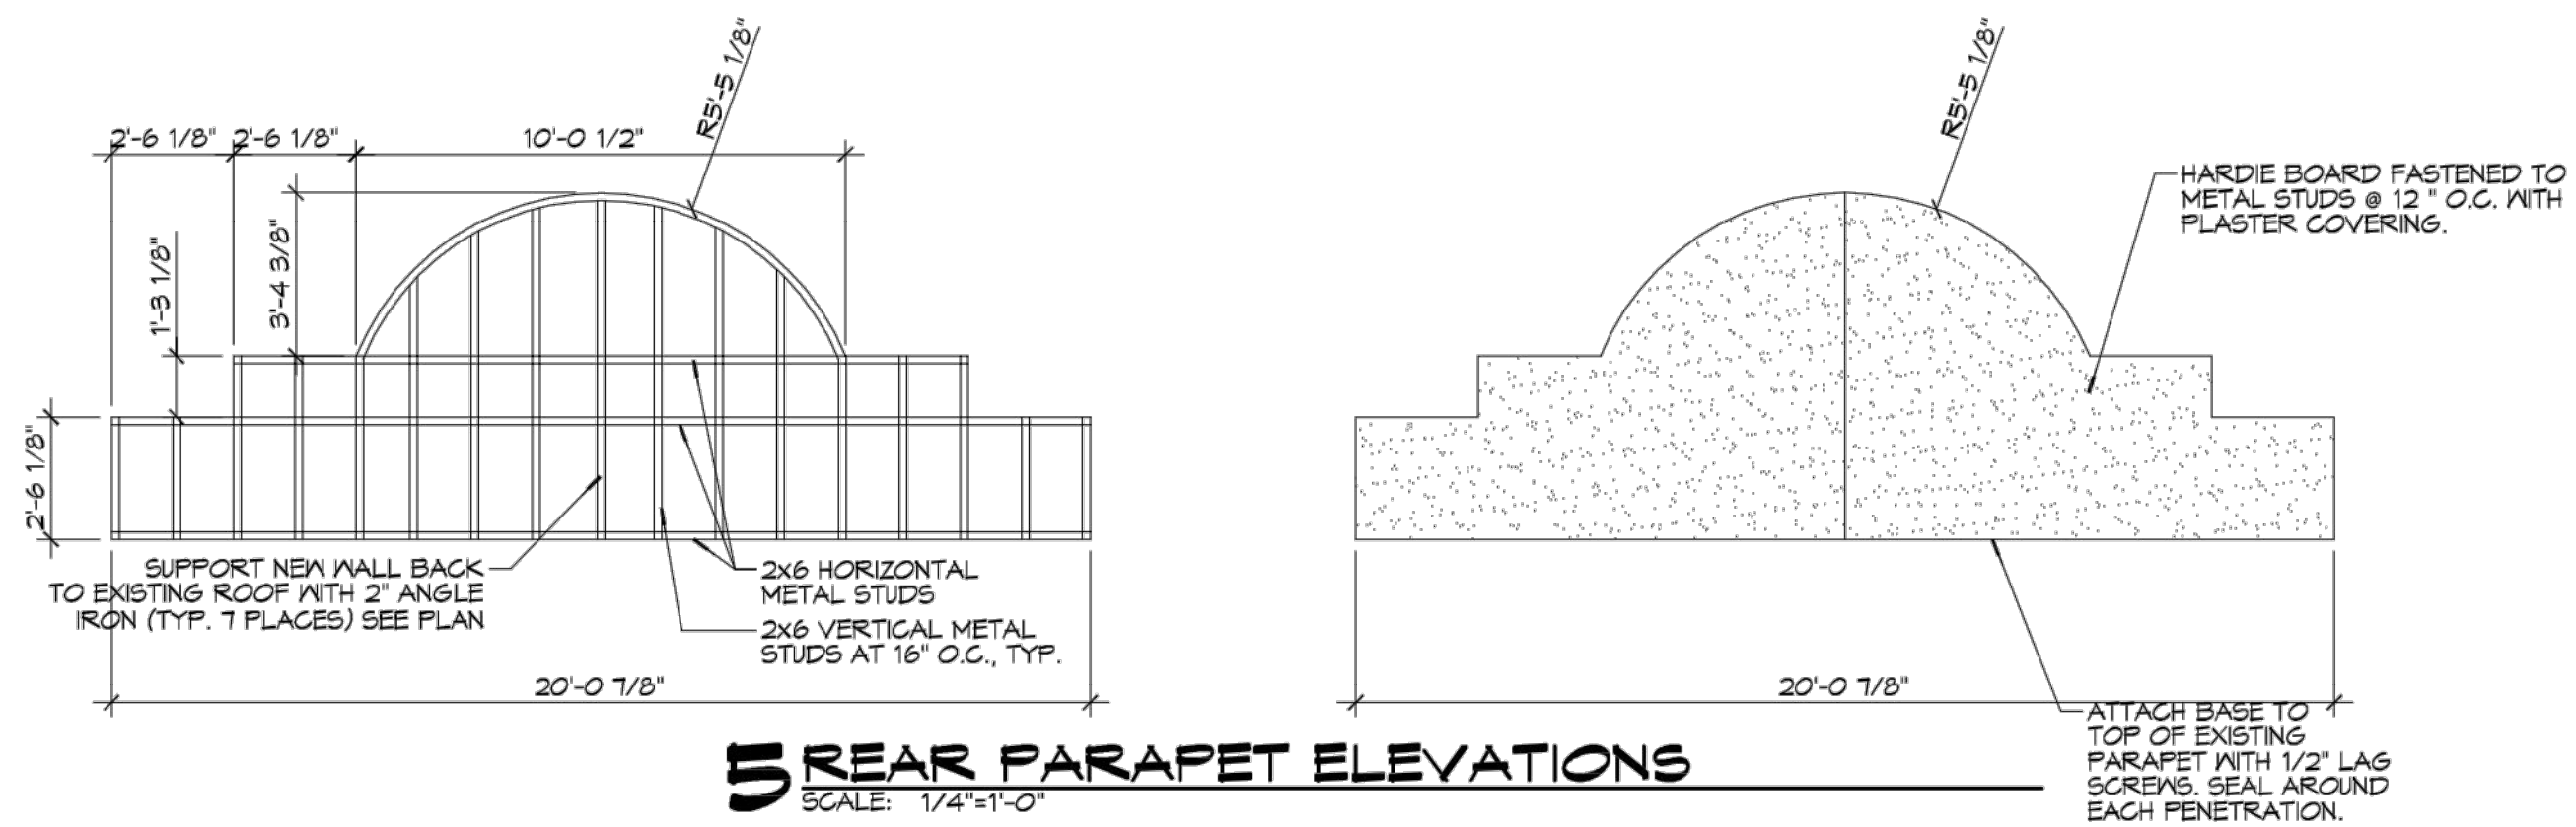 R5'-5 1/8"
2'-6 1/8"
2'-6 1/8"
10'-0 1/2"
1'-3 1/8"
3'-4 3/8"
2'-6 1/8"
SUPPORT NEW WALL BACK
TO EXISTING ROOF WITH 2" ANGLE
IRON (TYP. 7 PLACES) SEE PLAN
2x6 HORIZONTAL
METAL STUDS
2x6 VERTICAL METAL
STUDS AT 16" O.C., TYP.
20'-0 7/8"
R5'-5 1/8"
HARDIE BOARD FASTENED TO
METAL STUDS @ 12 " O.C. WITH
PLASTER COVERING.
20'-0 7/8"
ATTACH BASE TO
TOP OF EXISTING
PARAPET WITH 1/2" LAG
SCREWS. SEAL AROUND
EACH PENETRATION.
5 REAR PARAPET ELEVATIONS
SCALE: 1/4"=1'-0"